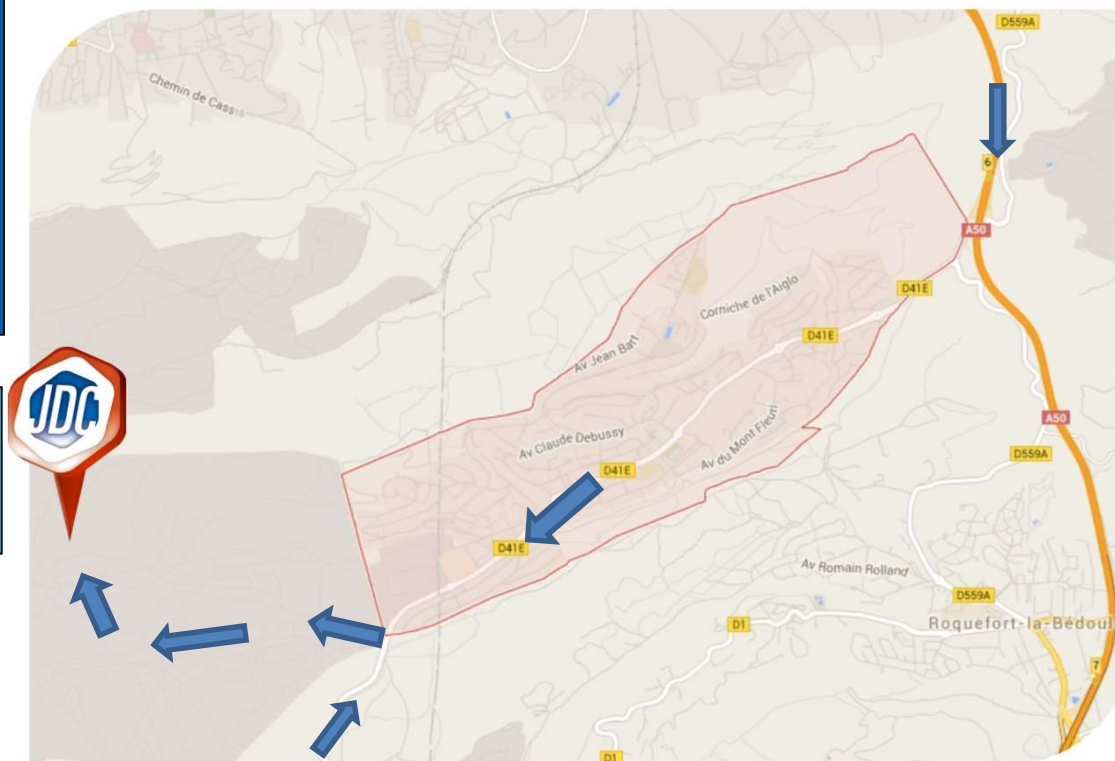 D559A
Chemin de Cassis
6
A50
D41E
Corniche de l'Aiglo
D41E
Av Jean Bart
JDC
A50
Av Claude Debussy
D559A
D41E
Av du Mont Fleuri
D41E
Av Romain Rolland
D559A
D1
Roquefort-la-Bédoul
7
D1